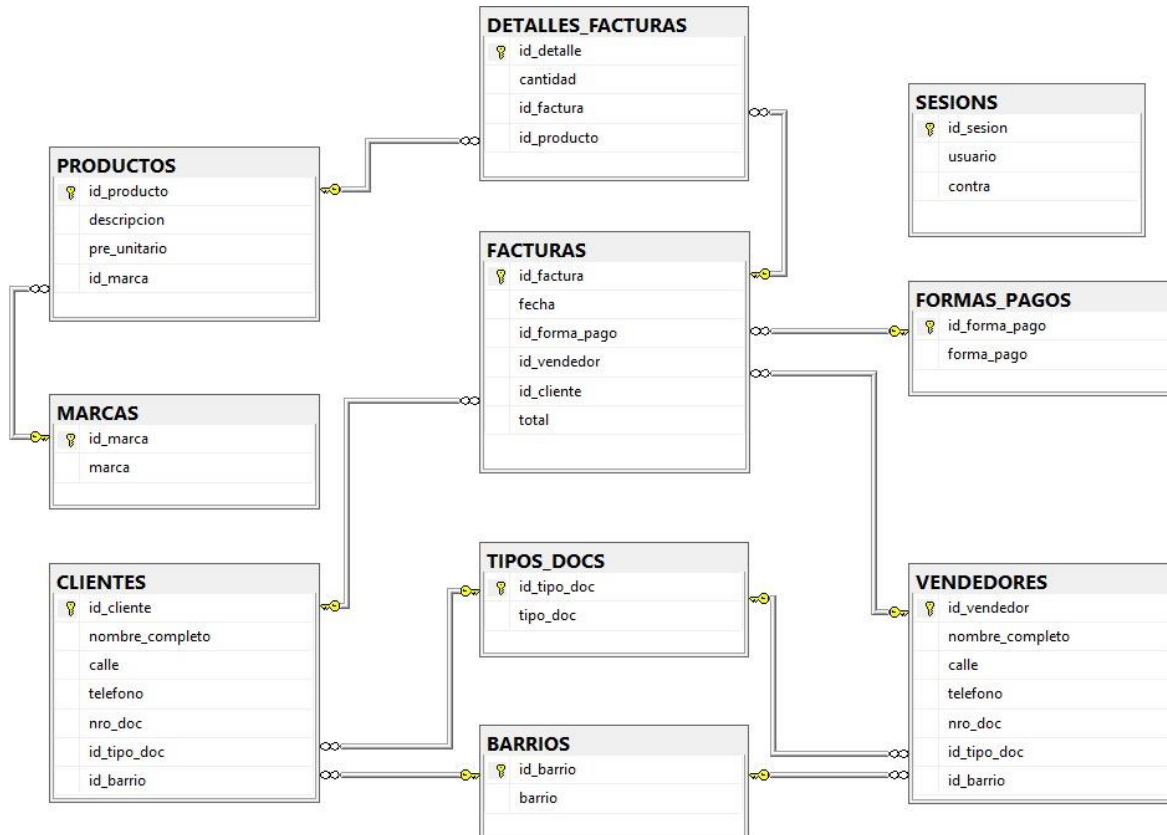 DETALLES_FACTURAS
id_detalle
cantidad
id_factura
id_producto
SESIONS
id_sesion
usuario
contra
PRODUCTOS
id_producto
descripcion
pre_unitario
id_marca
FACTURAS
id_factura
fecha
id_forma_pago
id_vendedor
id_cliente
total
FORMAS_PAGOS
id_forma_pago
forma_pago
MARCAS
id_marca
marca
CLIENTES
id_cliente
nombre_completo
calle
telefono
nro_doc
id_tipo_doc
id_barrio
TIPOS_DOCS
id_tipo_doc
tipo_doc
VENDEDORES
id_vendedor
nombre_completo
calle
telefono
nro_doc
id_tipo_doc
id_barrio
BARRIOS
id_barrio
barrio